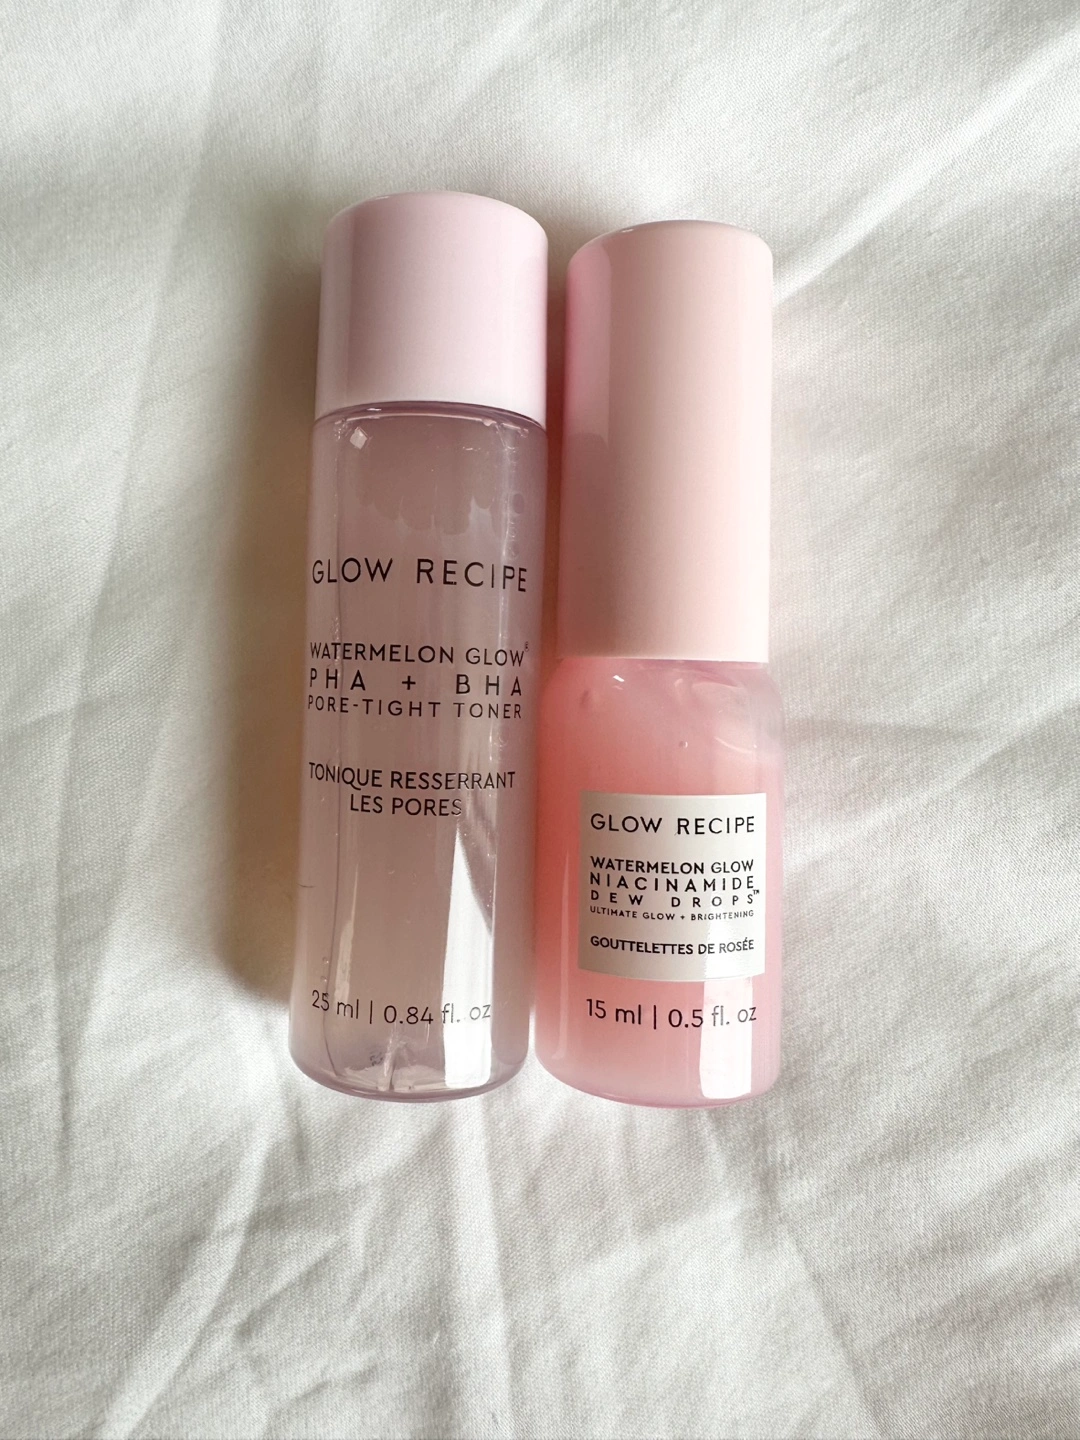 GLOW RECIPE
WATERMELON GLOW®
PHA + BHA
PORE-TIGHT TONER
TONIQUE RESSERRANT
LES PORES
25 ml | 0.84 fl. oz
GLOW RECIPE
WATERMELON GLOW
NIACINAMIDE
DEW DROPS™
ULTIMATE GLOW + BRIGHTENING
GOUTTELETTES DE ROSÉE
15 ml | 0.5 fl. oz